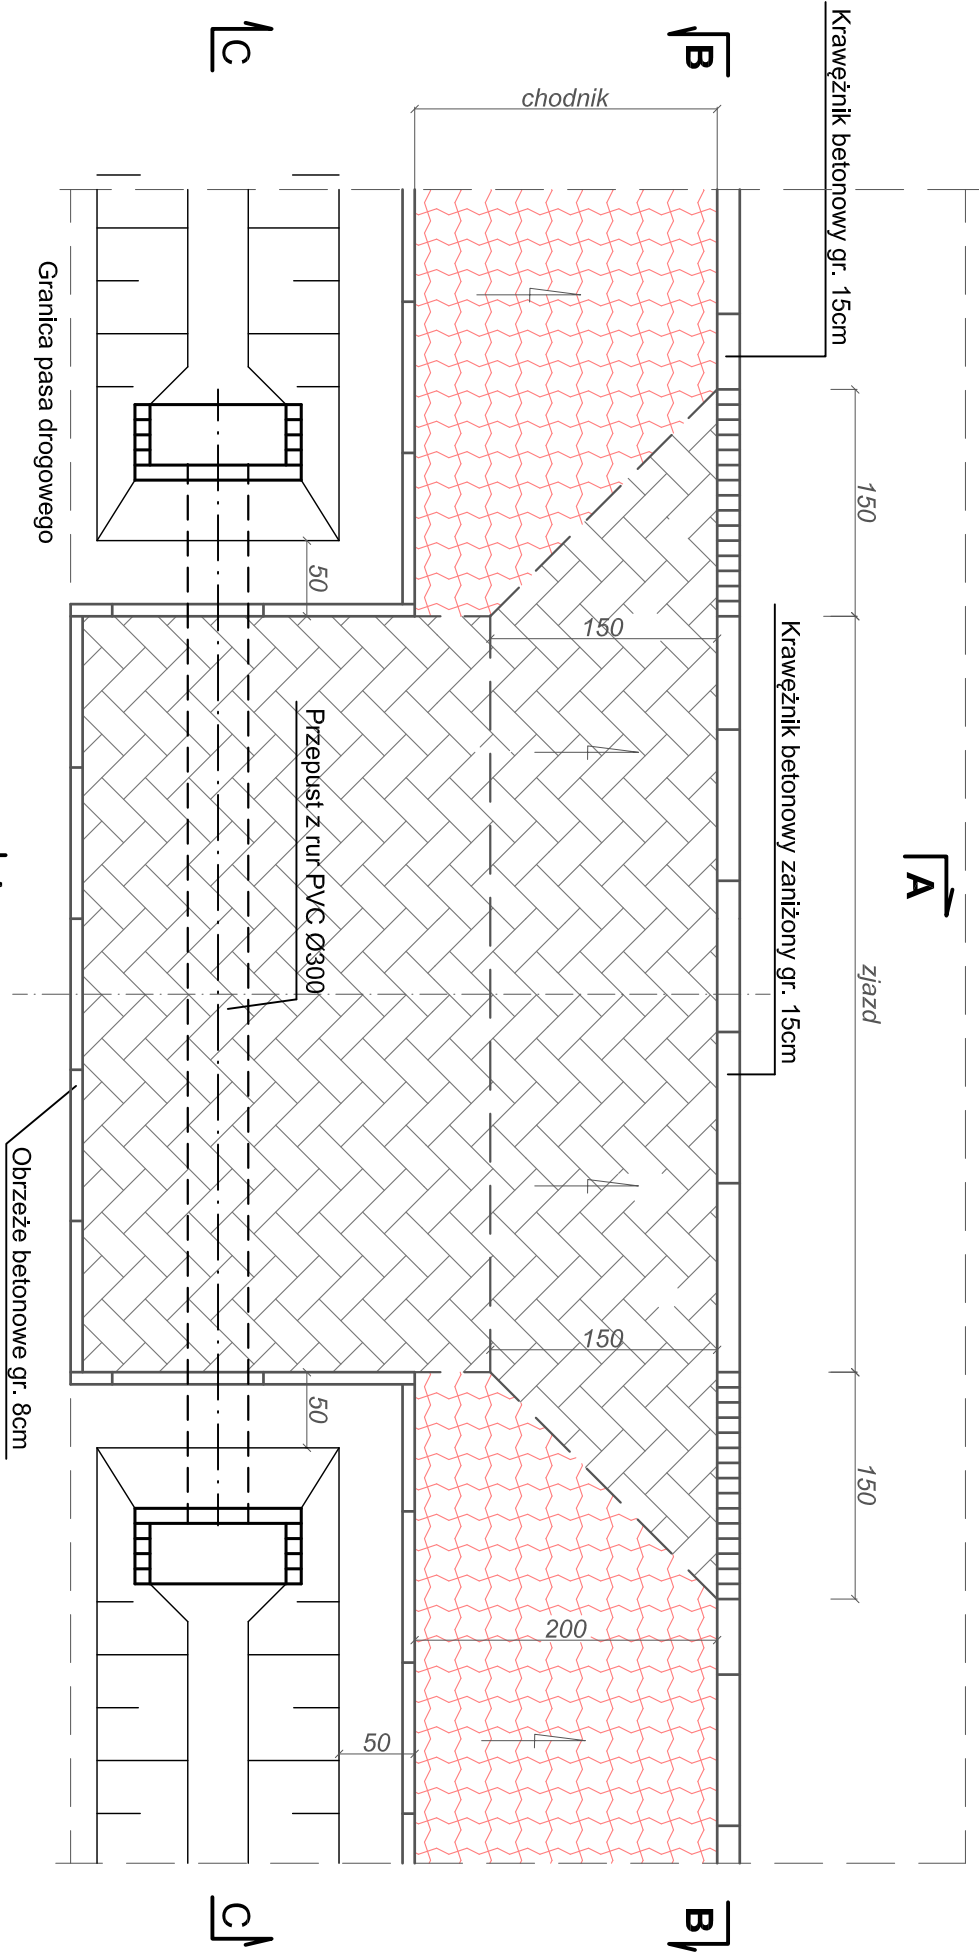 Krawężnik betonowy gr. 15cm
C
B
chodnik
Granica pasa drogowego
150
50
150
Krawężnik betonowy zaniżony gr. 15cm
A
zjazd
Przepust z rur PVC Ø300
Obrzeże betonowe gr. 8cm
150
50
150
200
50
C
B